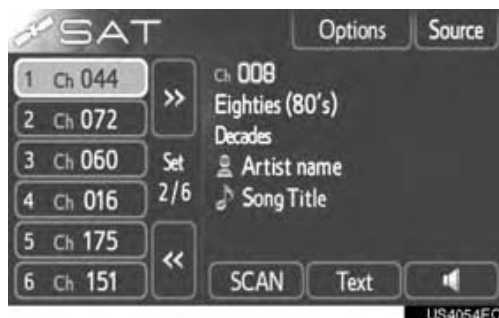 SAT
Options
Source
1 Ch 044
2 Ch 072
3 Ch 060
4 Ch 016
5 Ch 175
6 Ch 151
>>
Set
2/6
<<
Ch 008
Eighties (80's)
Decades
Artist name
Song Title
SCAN
Text
US4054EC